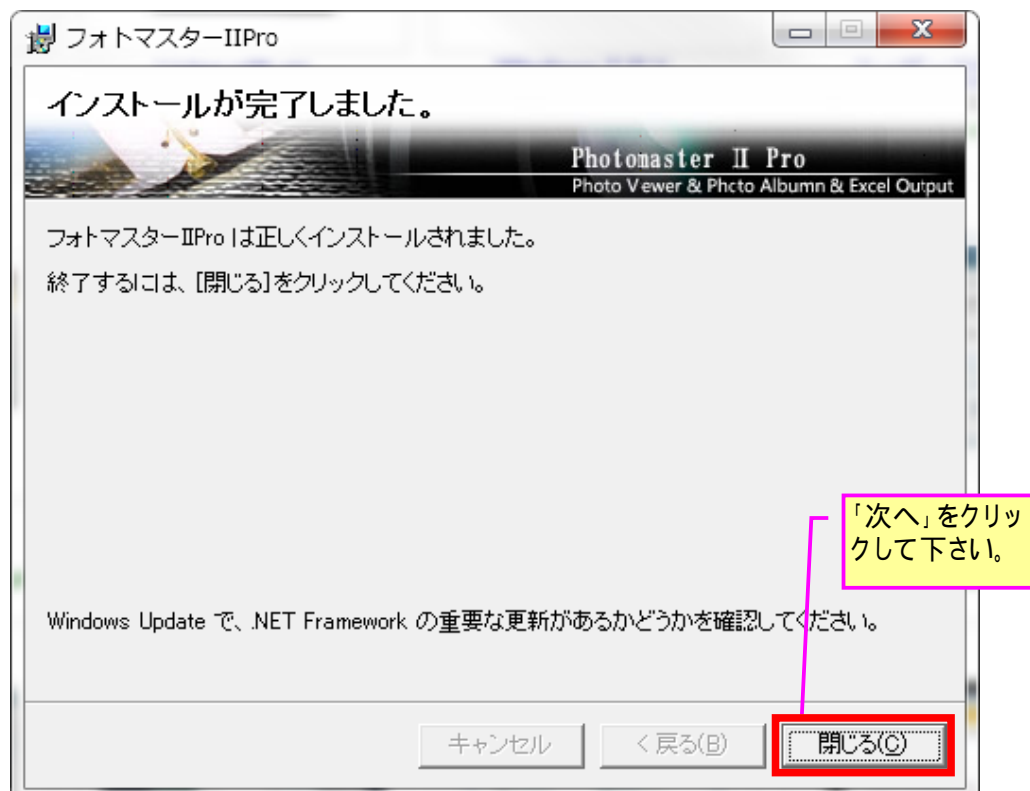 フォトマスターIIPro
インストールが完了しました。
Photomaster Ⅱ Pro
Photo Vewer & Phcto Albumn & Excel Output
フォトマスターⅡPro は正しくインストールされました。
終了するには、[閉じる]をクリックしてください。
「次へ」をクリッ
クして下さい。
Windows Update で、.NET Framework の重要な更新があるかどうかを確認してください。
キャンセル
< 戻る(B)
閉じる(C)